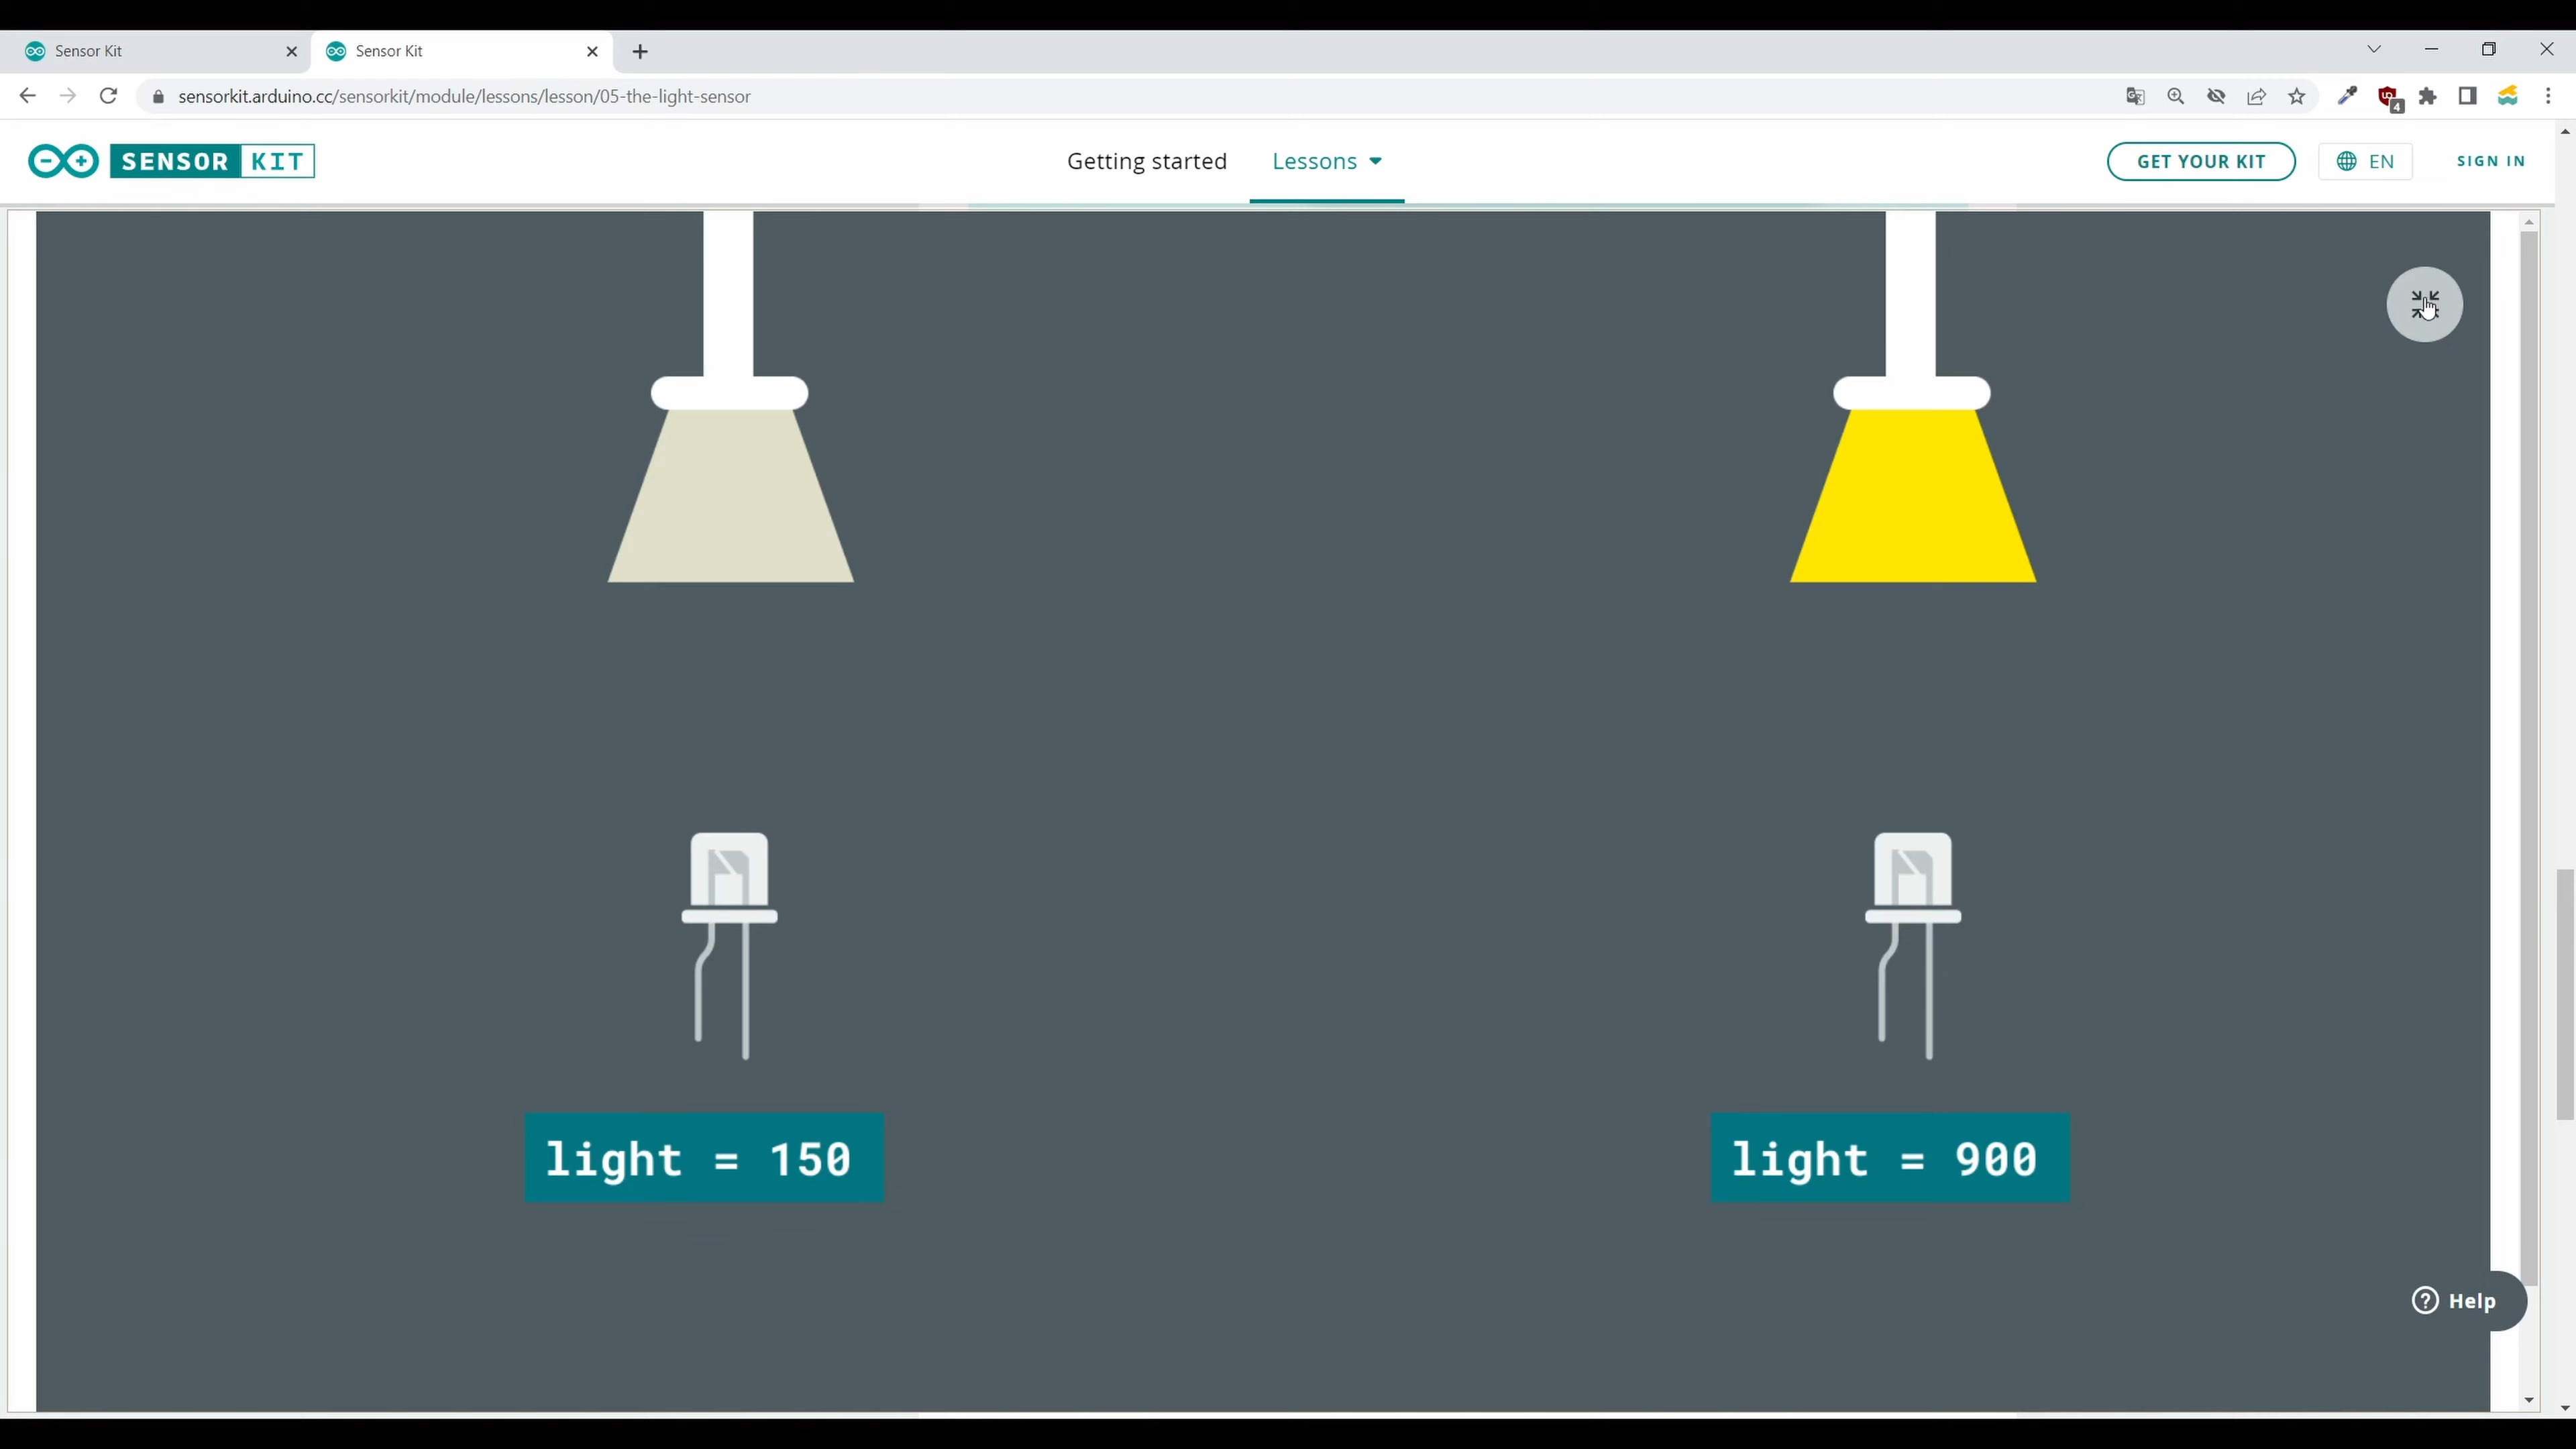 Sensor Kit
Sensor Kit
sensorkit.arduino.cc/sensorkit/module/lessons/lesson/05-the-light-sensor
4
SENSOR KIT
Getting started
Lessons
GET YOUR KIT
EN
SIGN IN
light = 150
light = 900
? Help